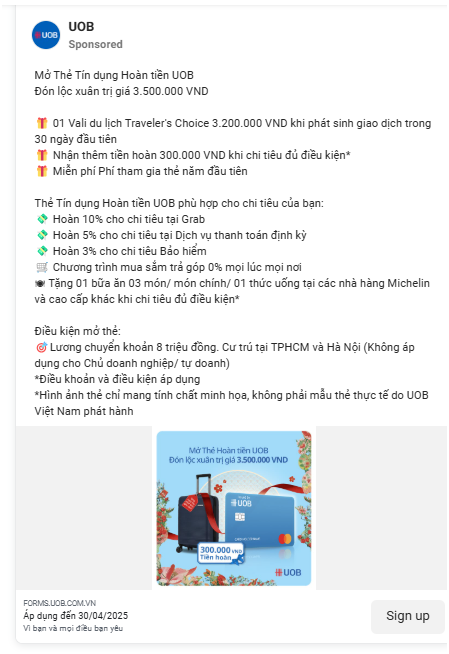 UOB
Sponsored
Mở Thẻ Tín dụng Hoàn tiền UOB
Đón lộc xuân trị giá 3.500.000 VND
🎁 01 Vali du lịch Traveler's Choice 3.200.000 VND khi phát sinh giao dịch trong
30 ngày đầu tiên
🎁 Nhận thêm tiền hoàn 300.000 VND khi chi tiêu đủ điều kiện*
🎁 Miễn phí Phí tham gia thẻ năm đầu tiên
Thẻ Tín dụng Hoàn tiền UOB phù hợp cho chi tiêu của bạn:
💸 Hoàn 10% cho chi tiêu tại Grab
💸 Hoàn 5% cho chi tiêu tại Dịch vụ thanh toán định kỳ
💸 Hoàn 3% cho chi tiêu Bảo hiểm
🛒 Chương trình mua sắm trả góp 0% mọi lúc mọi nơi
🍽 Tặng 01 bữa ăn 03 món/ món chính/ 01 thức uống tại các nhà hàng Michelin
và cao cấp khác khi chi tiêu đủ điều kiện*
Điều kiện mở thẻ:
🎯 Lương chuyển khoản 8 triệu đồng. Cư trú tại TPHCM và Hà Nội (Không áp
dụng cho Chủ doanh nghiệp/ tự doanh)
*Điều khoản và điều kiện áp dụng
*Hình ảnh thẻ chỉ mang tính chất minh họa, không phải mẫu thẻ thực tế do UOB
Việt Nam phát hành
Mở Thẻ Hoàn tiền UOB
Đón lộc xuân trị giá 3.500.000 VND
UOB
300.000 VND
Tiền hoàn
UOB
FORMS.UOB.COM.VN
Áp dụng đến 30/04/2025
Vì bạn và mọi điều bạn yêu
Sign up